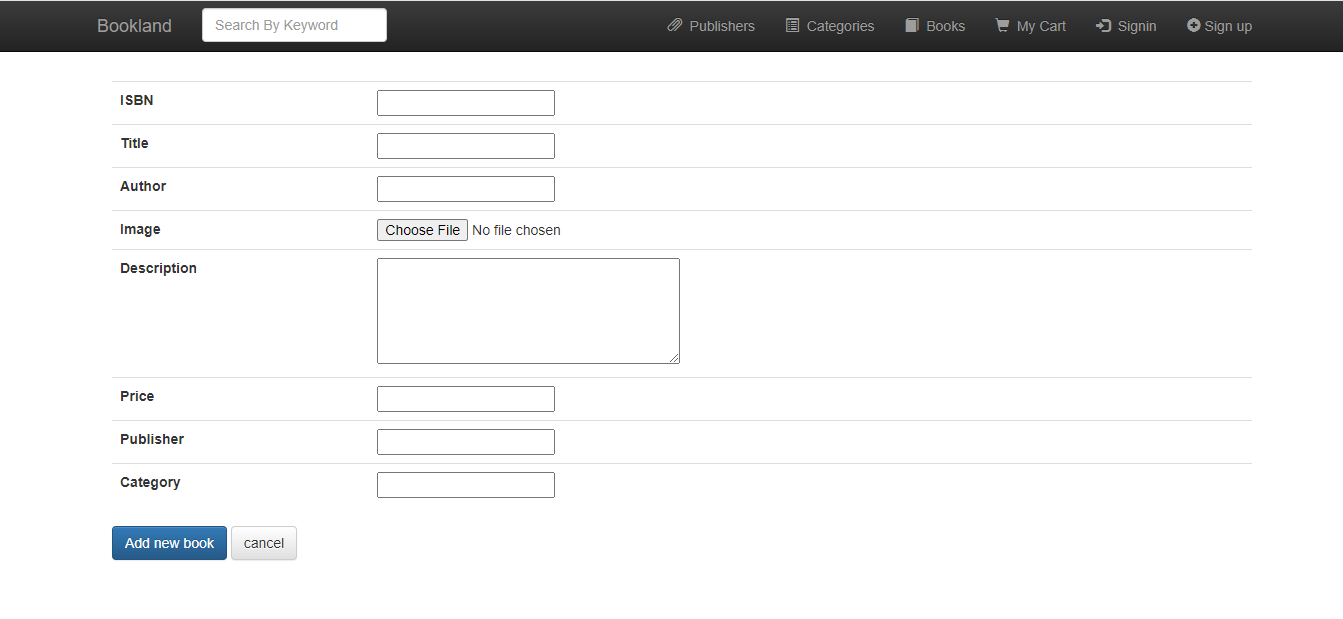 Bookland Search By Keyword Publishers Categories Books My Cart Signin Sign up
ISBN
Title
Author
Image Choose File No file chosen
Description
Price
Publisher
Category
Add new book cancel